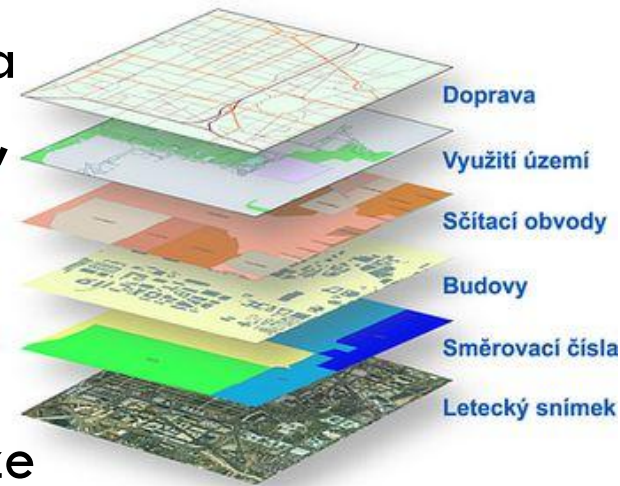 a
Doprava
Využití území
Sčítací obvody
Budovy
Směrovací čísla
Letecký snímek